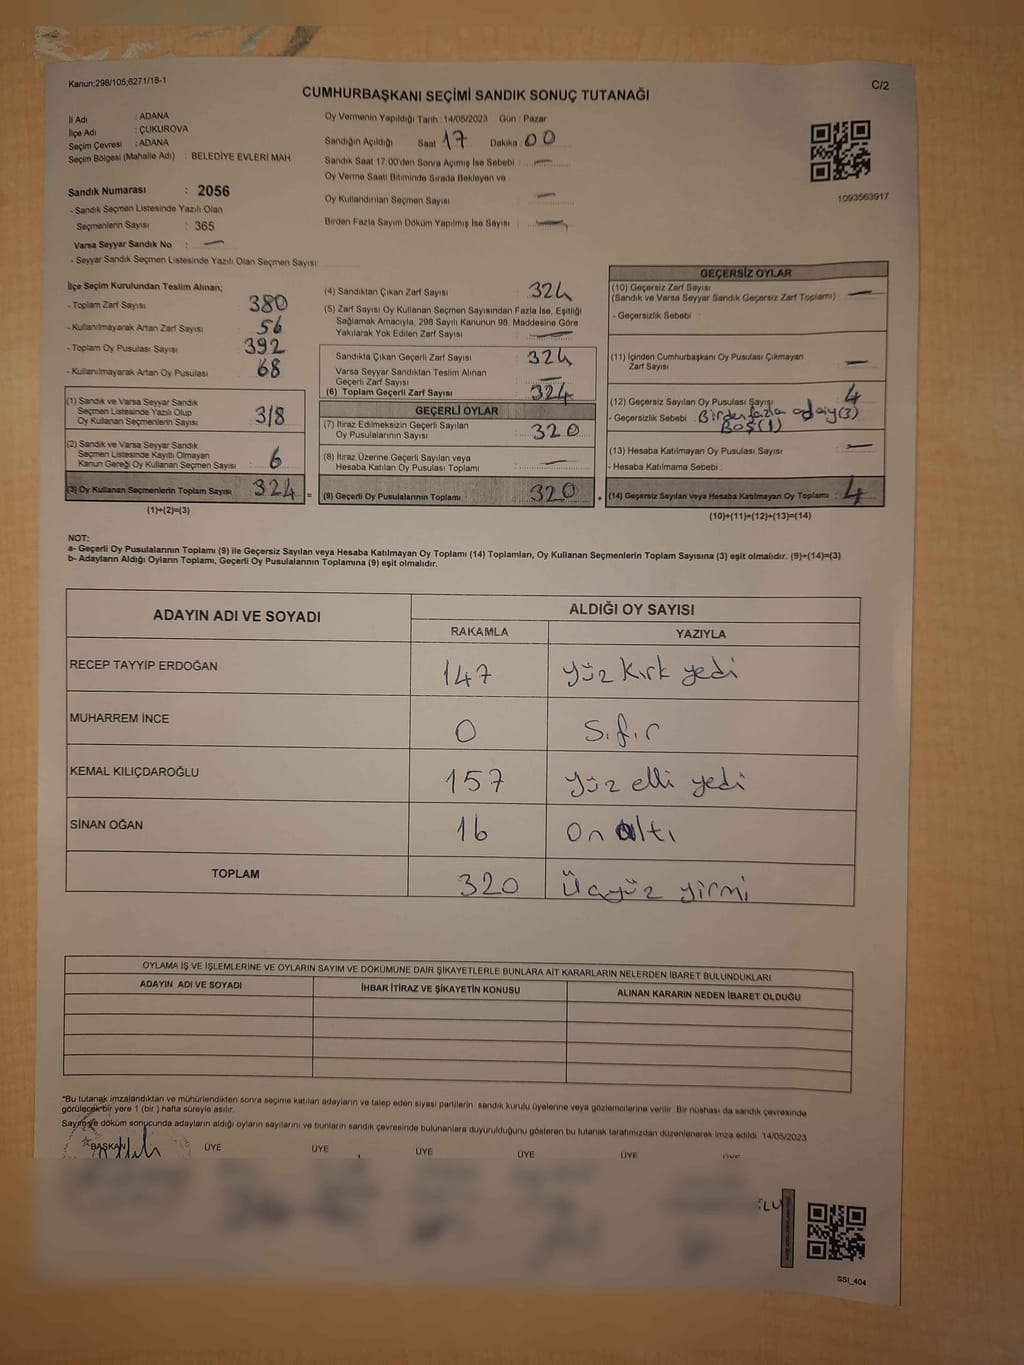 Kanun;298/105;6271/18-1
C/2
CUMHURBAŞKANI SEÇİMİ SANDIK SONUÇ TUTANAĞI
İl Adı : ADANA
İlçe Adı : ÇUKUROVA
Seçim Çevresi : ADANA
Seçim Bölgesi (Mahalle Adı) : BELEDİYE EVLERİ MAH.
Sandık Numarası : 2056
- Sandık Seçmen Listesinde Yazılı Olan
Seçmenlerin Sayısı : 365
Varsa Seyyar Sandık No : —
- Seyyar Sandık Seçmen Listesinde Yazılı Olan Seçmen Sayısı
Oy Vermenin Yapıldığı Tarih : 14/05/2023 Gün : Pazar
Sandığın Açıldığı Saat 17 Dakika 00
Sandık Saat 17:00'den Sonra Açımış İse Sebebi : —
Oy Verme Saati Bitiminde Sırada Bekleyen ve
Oy Kullandırılan Seçmen Sayısı —
Birden Fazla Sayım Döküm Yapılmış İse Sayısı : —
1093563917
İlçe Seçim Kurulundan Teslim Alınan;
- Toplam Zarf Sayısı : 380
- Kullanılmayarak Artan Zarf Sayısı : 56
- Toplam Oy Pusulası Sayısı : 392
- Kullanılmayarak Artan Oy Pusulası : 68
(1) Sandık ve Varsa Seyyar Sandık
Seçmen Listesinde Yazılı Olup
Oy Kullanan Seçmenlerin Sayısı : 318
(2) Sandık ve Varsa Seyyar Sandık
Seçmen Listesinde Kayıtlı Olmayan
Kanun Gereği Oy Kullanan Seçmen Sayısı : 6
(3) Oy Kullanan Seçmenlerin Toplam Sayısı : 324 =
(1)+(2)=(3)
(4) Sandıktan Çıkan Zarf Sayısı : 324
(5) Zarf Sayısı Oy Kullanan Seçmen Sayısından Fazla İse, Eşitliği
Sağlamak Amacıyla; 298 Sayılı Kanunun 98. Maddesine Göre
Yakılarak Yok Edilen Zarf Sayısı : —
Sandıkta Çıkan Geçerli Zarf Sayısı : 324
Varsa Seyyar Sandıktan Teslim Alınan
Geçerli Zarf Sayısı : —
(6) Toplam Geçerli Zarf Sayısı : 324
GEÇERLİ OYLAR
(7) İtiraz Edilmeksizin Geçerli Sayılan
Oy Pusulalarının Sayısı : 320
(8) İtiraz Üzerine Geçerli Sayılan veya
Hesaba Katılan Oy Pusulası Toplamı : —
(9) Geçerli Oy Pusulalarının Toplamı : 320 +
GEÇERSİZ OYLAR
(10) Geçersiz Zarf Sayısı
(Sandık ve Varsa Seyyar Sandık Geçersiz Zarf Toplamı) : —
- Geçersizlik Sebebi :
(11) İçinden Cumhurbaşkanı Oy Pusulası Çıkmayan
Zarf Sayısı : —
(12) Geçersiz Sayılan Oy Pusulası Sayısı : 4
- Geçersizlik Sebebi : Birden fazla aday (3)
BOŞ (1)
(13) Hesaba Katılmayan Oy Pusulası Sayısı : —
- Hesaba Katılmama Sebebi :
(14) Geçersiz Sayılan veya Hesaba Katılmayan Oy Toplamı : 4
(10)+(11)+(12)+(13)=(14)
NOT:
a- Geçerli Oy Pusulalarının Toplamı (9) ile Geçersiz Sayılan veya Hesaba Katılmayan Oy Toplamı (14) Toplamları, Oy Kullanan Seçmenlerin Toplam Sayısına (3) eşit olmalıdır. (9)+(14)=(3)
b- Adayların Aldığı Oyların Toplamı, Geçerli Oy Pusulalarının Toplamına (9) eşit olmalıdır.
ADAYIN ADI VE SOYADI
ALDIĞI OY SAYISI
RAKAMLA YAZIYLA
RECEP TAYYİP ERDOĞAN 147 yüz kırk yedi
MUHARREM İNCE 0 Sıfır
KEMAL KILIÇDAROĞLU 157 yüz elli yedi
SİNAN OĞAN 16 On altı
TOPLAM 320 Üçyüz yirmi
OYLAMA İŞ VE İŞLEMLERİNE VE OYLARIN SAYIM VE DÖKÜMÜNE DAİR ŞİKAYETLERLE BUNLARA AİT KARARLARIN NELERDEN İBARET BULUNDUKLARI
ADAYIN ADI VE SOYADI İHBAR İTİRAZ VE ŞİKAYETİN KONUSU ALINAN KARARIN NEDEN İBARET OLDUĞU
*Bu tutanak imzalandıktan ve mühürlendikten sonra seçime katılan adayların ve talep eden siyasi partilerin sandık kurulu üyelerine veya gözlemcilerine verilir. Bir nüshası da sandık çevresinde
görülecek bir yere 1 (bir ) hafta süreyle asılır.
Sayım ve döküm sonucunda adayların aldığı oyların sayılarını ve bunların sandık çevresinde bulunanlara duyurulduğunu gösteren bu tutanak tarafımızdan düzenlenerek imza edildi. 14/05/2023
BAŞKAN ÜYE ÜYE ÜYE ÜYE ÜYE ÜYE
SSI_404